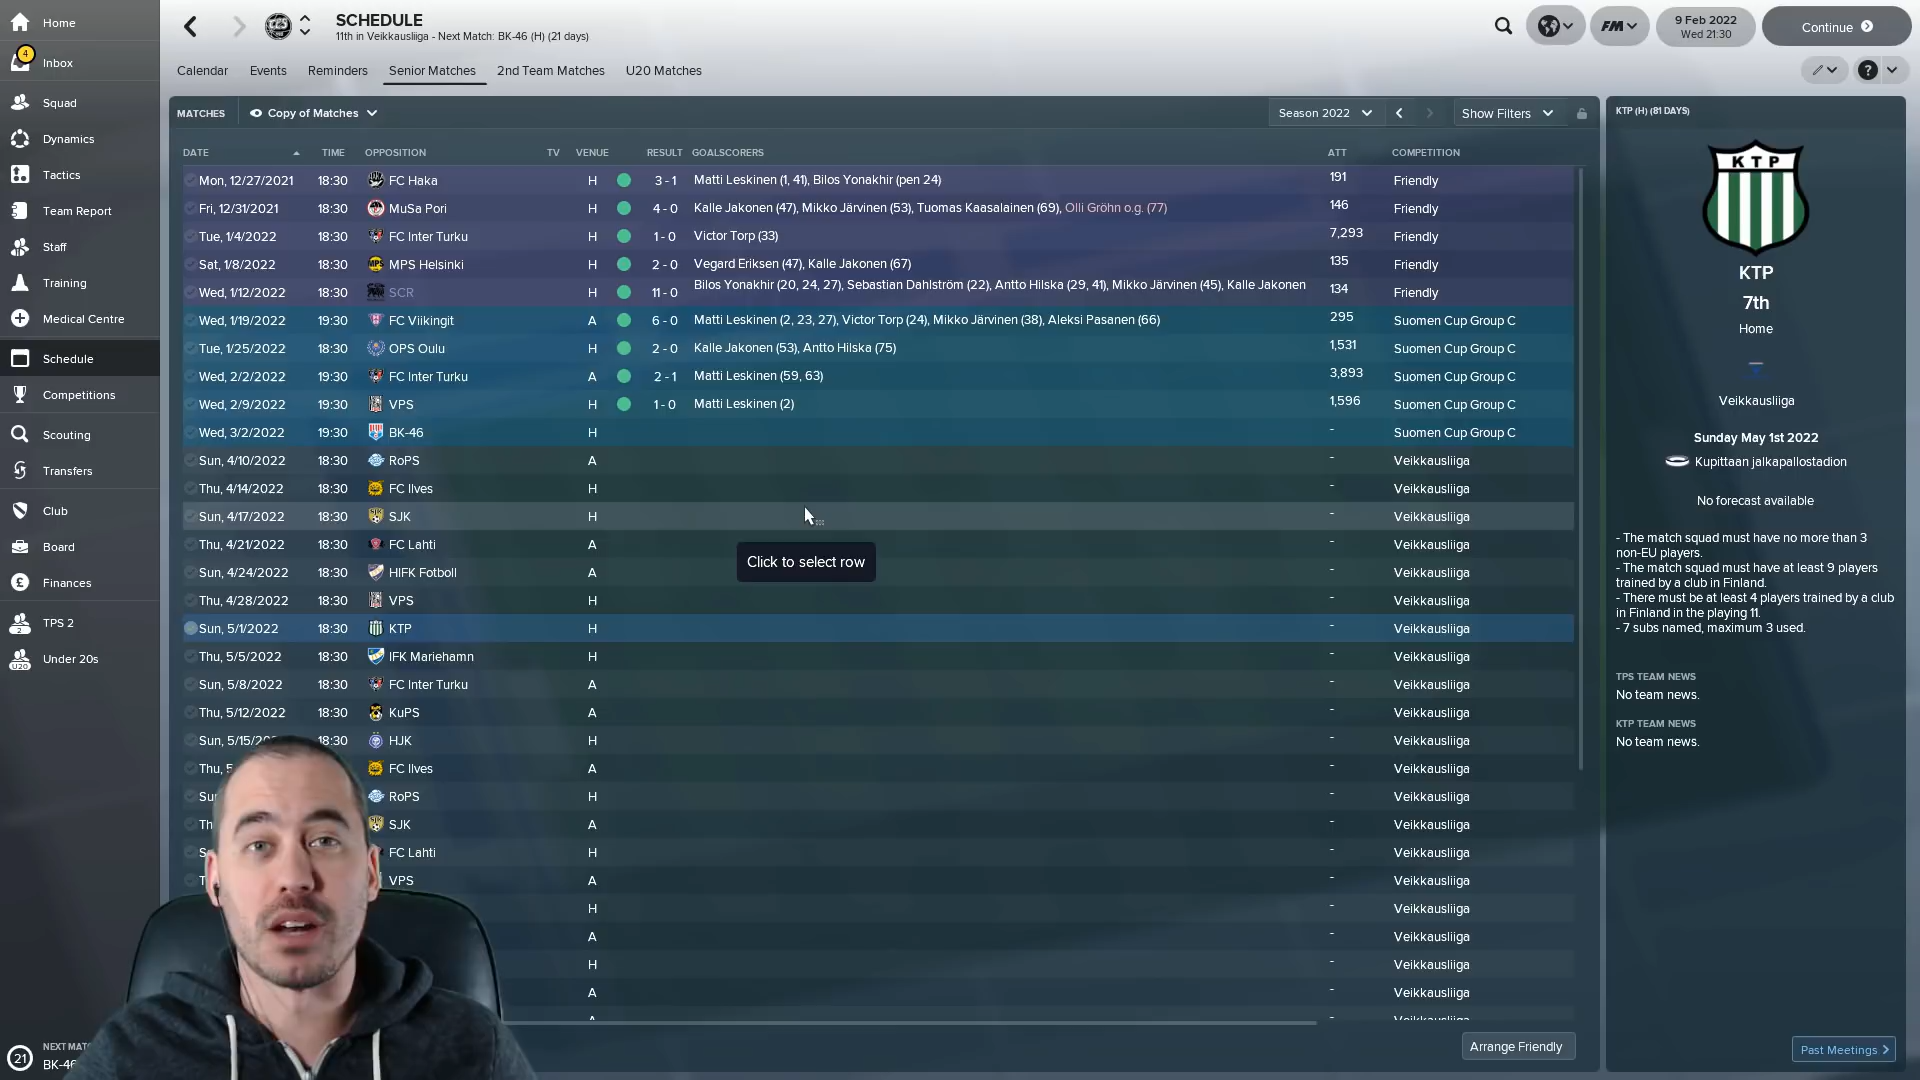 Home
4
Inbox
Squad
Dynamics
Tactics
Team Report
Staff
Training
Medical Centre
Schedule
Competitions
Scouting
Transfers
Club
Board
Finances
TPS 2
Under 20s
21
NEXT MAT
BK-46
SCHEDULE
11th in Veikkausliiga - Next Match: BK-46 (H) (21 days)
FM
9 Feb 2022
Wed 21:30
Continue
Calendar Events Reminders Senior Matches 2nd Team Matches U20 Matches
MATCHES Copy of Matches Season 2022 Show Filters
DATE TIME OPPOSITION TV VENUE RESULT GOALSCORERS ATT COMPETITION
Mon, 12/27/2021 18:30 FC Haka H 3 - 1 Matti Leskinen (1, 41), Bilos Yonakhir (pen 24) 191 Friendly
Fri, 12/31/2021 18:30 MuSa Pori H 4 - 0 Kalle Jakonen (47), Mikko Järvinen (53), Tuomas Kaasalainen (69), Olli Gröhn o.g. (77) 146 Friendly
Tue, 1/4/2022 18:30 FC Inter Turku H 1 - 0 Victor Torp (33) 7,293 Friendly
Sat, 1/8/2022 18:30 MPS Helsinki H 2 - 0 Vegard Eriksen (47), Kalle Jakonen (67) 135 Friendly
Wed, 1/12/2022 18:30 SCR H 11 - 0 Bilos Yonakhir (20, 24, 27), Sebastian Dahlström (22), Antto Hilska (29, 41), Mikko Järvinen (45), Kalle Jakonen 134 Friendly
Wed, 1/19/2022 19:30 FC Viikingit A 6 - 0 Matti Leskinen (2, 23, 27), Victor Torp (24), Mikko Järvinen (38), Aleksi Pasanen (66) 295 Suomen Cup Group C
Tue, 1/25/2022 18:30 OPS Oulu H 2 - 0 Kalle Jakonen (53), Antto Hilska (75) 1,531 Suomen Cup Group C
Wed, 2/2/2022 19:30 FC Inter Turku A 2 - 1 Matti Leskinen (59, 63) 3,893 Suomen Cup Group C
Wed, 2/9/2022 19:30 VPS H 1 - 0 Matti Leskinen (2) 1,596 Suomen Cup Group C
Wed, 3/2/2022 19:30 BK-46 H - Suomen Cup Group C
Sun, 4/10/2022 18:30 RoPS A - Veikkausliiga
Thu, 4/14/2022 18:30 FC Ilves H - Veikkausliiga
Sun, 4/17/2022 18:30 SJK H - Veikkausliiga
Thu, 4/21/2022 18:30 FC Lahti A - Veikkausliiga
Click to select row
Sun, 4/24/2022 18:30 HIFK Fotboll A - Veikkausliiga
Thu, 4/28/2022 18:30 VPS H - Veikkausliiga
Sun, 5/1/2022 18:30 KTP H - Veikkausliiga
Thu, 5/5/2022 18:30 IFK Mariehamn H - Veikkausliiga
Sun, 5/8/2022 18:30 FC Inter Turku A - Veikkausliiga
Thu, 5/12/2022 18:30 KuPS A - Veikkausliiga
Sun, 5/15/20 18:30 HJK H - Veikkausliiga
Thu, 5 FC Ilves A - Veikkausliiga
Sun RoPS H - Veikkausliiga
Th SJK A - Veikkausliiga
S FC Lahti H - Veikkausliiga
T VPS A - Veikkausliiga
H - Veikkausliiga
A - Veikkausliiga
H - Veikkausliiga
A - Veikkausliiga
Arrange Friendly
KTP (H) (81 DAYS)
KTP
KTP
7th
Home
Veikkausliiga
Sunday May 1st 2022
Kupittaan jalkapallostadion
No forecast available
- The match squad must have no more than 3
non-EU players.
- The match squad must have at least 9 players
trained by a club in Finland.
- There must be at least 4 players trained by a club
in Finland in the playing 11.
- 7 subs named, maximum 3 used.
TPS TEAM NEWS
No team news.
KTP TEAM NEWS
No team news.
Past Meetings